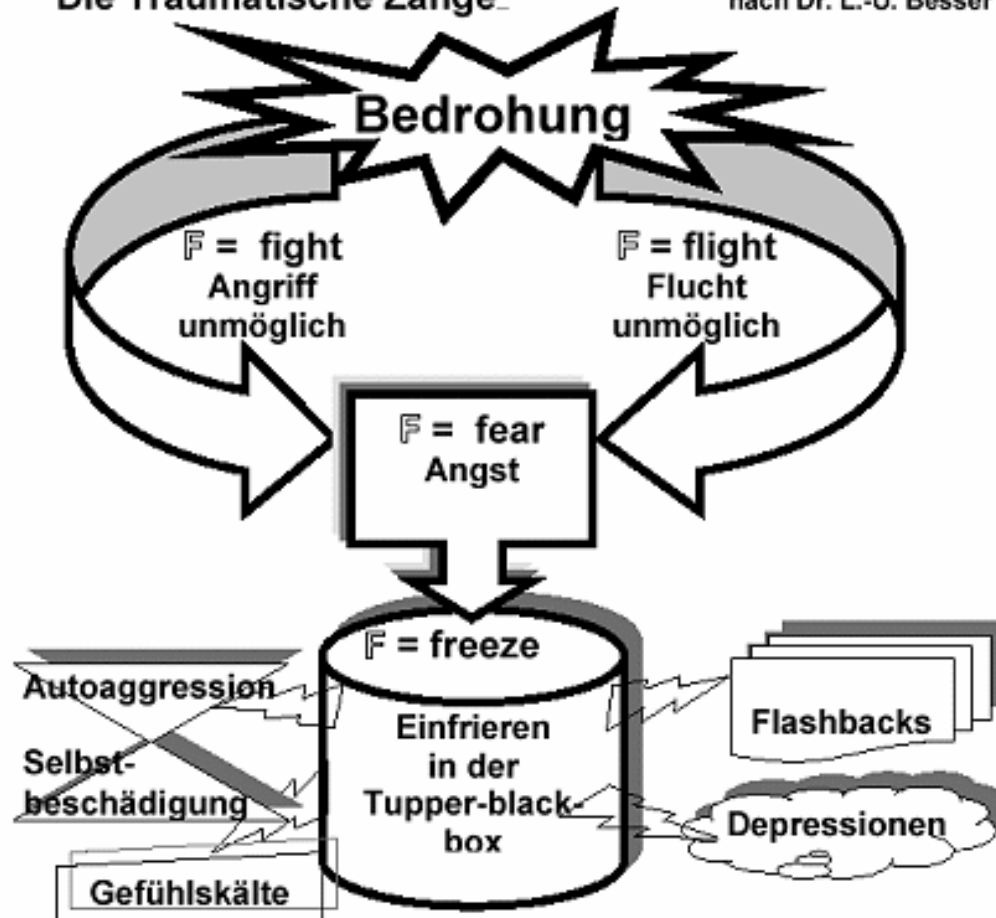 Die Traumatische Zange
nach Dr. L.-U. Besser
Bedrohung
F = fight
Angriff
unmöglich
F = flight
Flucht
unmöglich
F = fear
Angst
F = freeze
Einfrieren
in der
Tupper-black-
box
Autoaggression
Selbst-
beschädigung
Gefühlskälte
Flashbacks
Depressionen